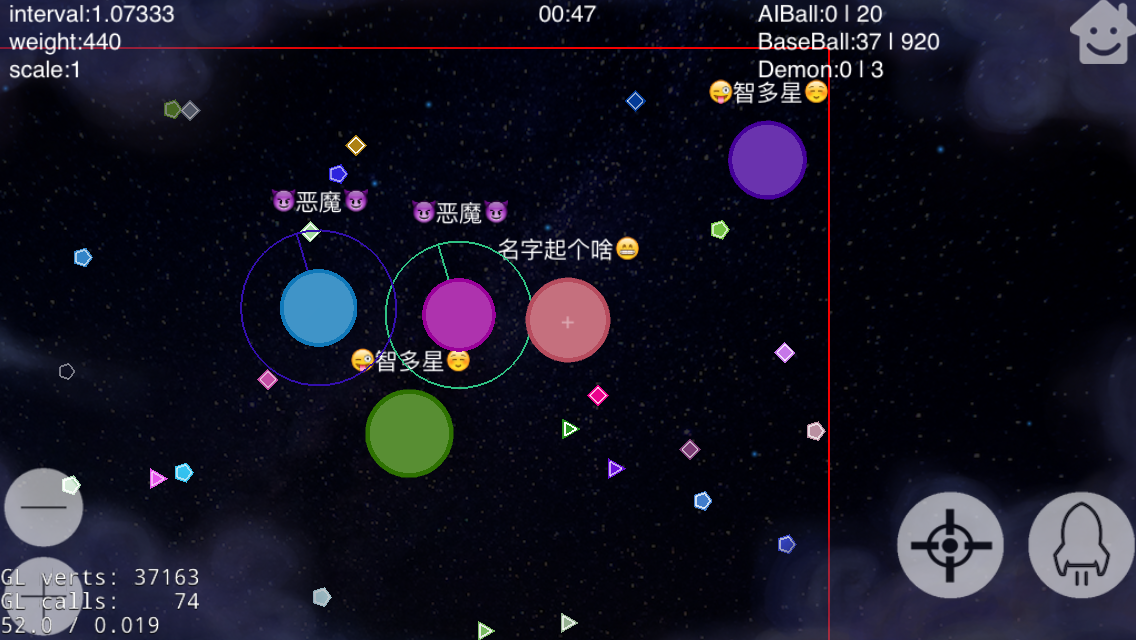 interval:1.07333
00:47
AIBall:0 | 20
weight:440
BaseBall:37 | 920
scale:1
Demon:0 | 3
😜智多星☺️
😈恶魔😈
😈恶魔😈
名字起个啥😁
😜智多星☺️
GL verts: 37163
GL calls: 74
52.0 / 0.019